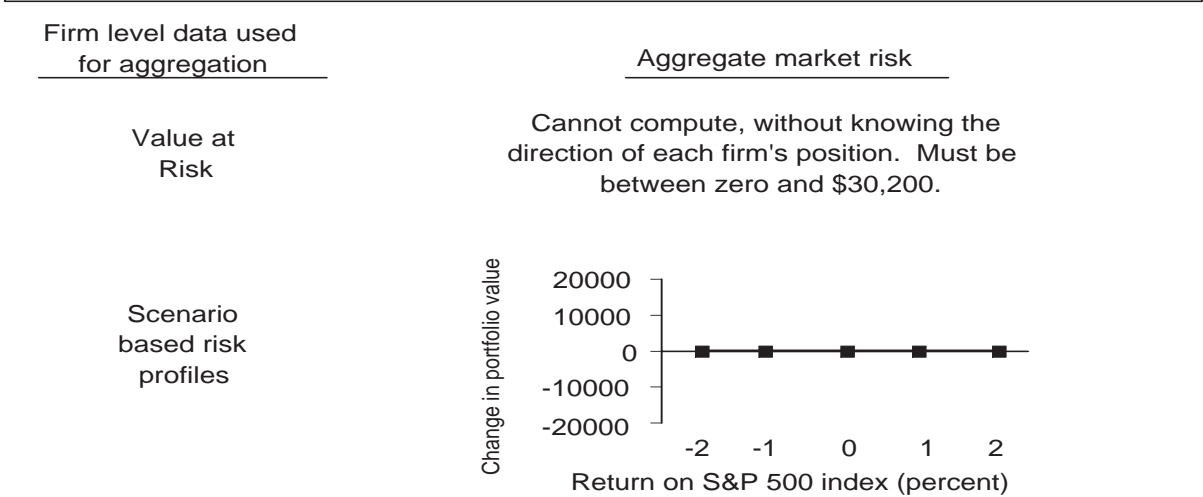 Firm level data used
for aggregation
Aggregate market risk
Value at
Risk
Cannot compute, without knowing the
direction of each firm's position. Must be
between zero and $30,200.
Scenario
based risk
profiles
Change in portfolio value
20000
10000
0
-10000
-20000
-2 -1 0 1 2
Return on S&P 500 index (percent)